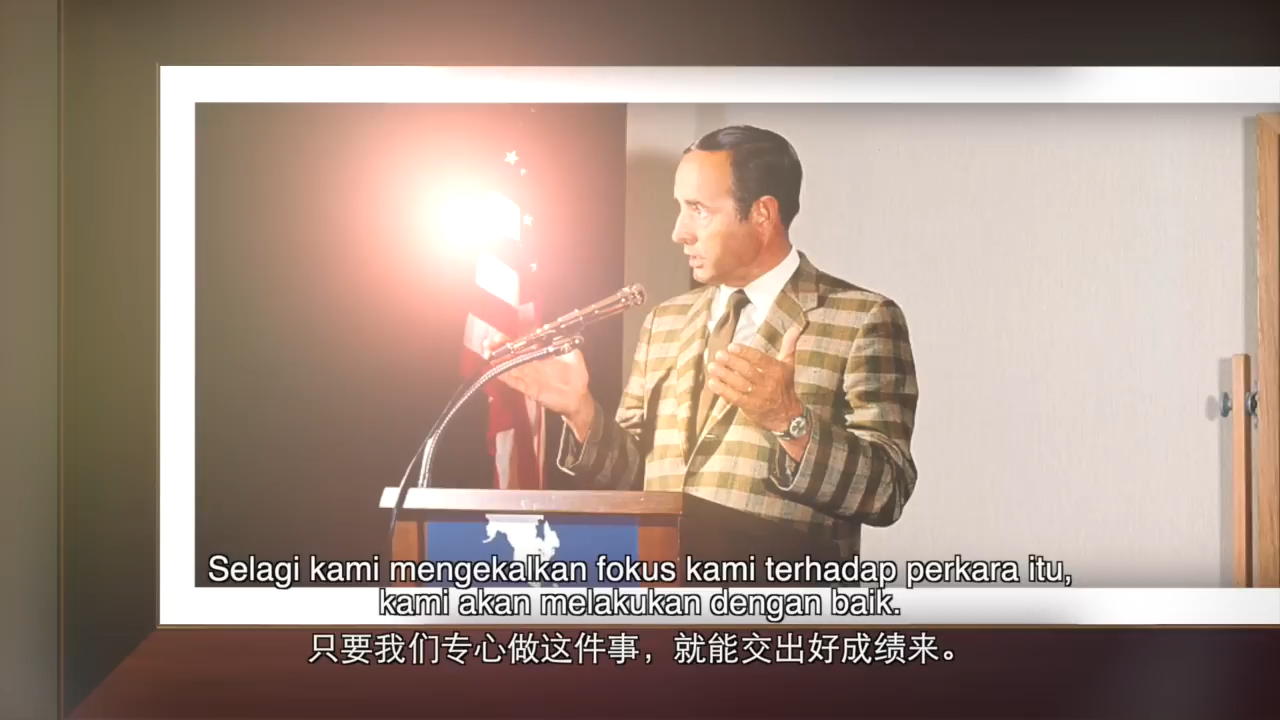 Selagi kami mengekalkan fokus kami terhadap perkara itu,
kami akan melakukan dengan baik.
只要我们专心做这件事，就能交出好成绩来。